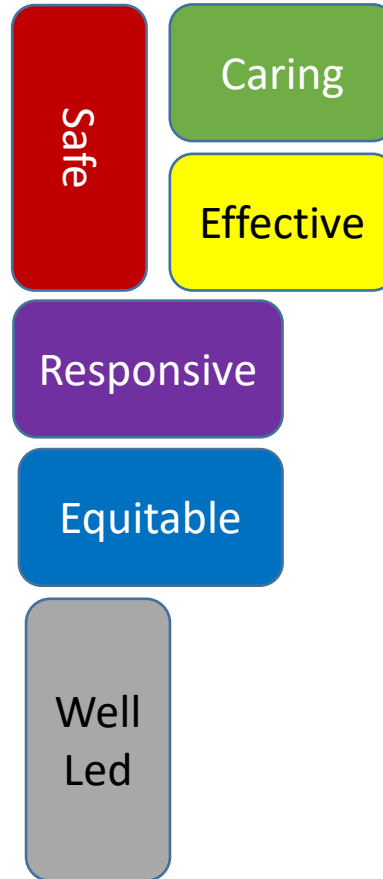 Safe
Caring
Effective
Responsive
Equitable
Well
Led